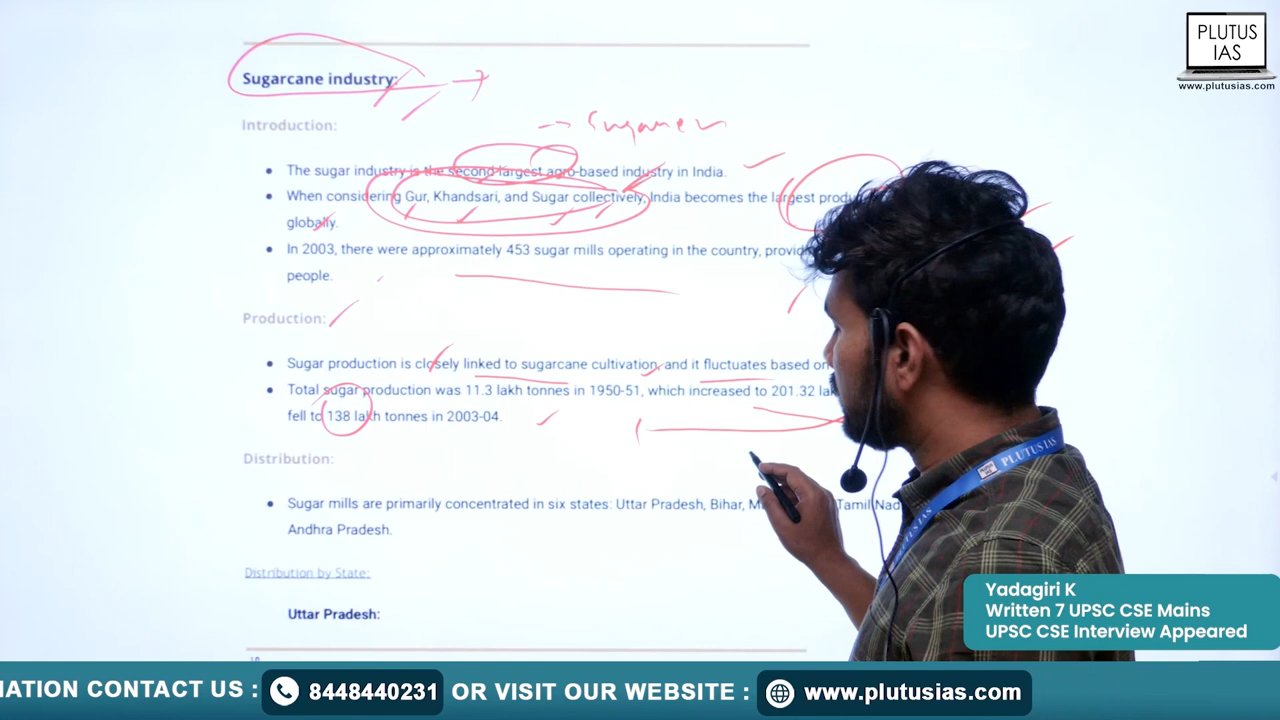 PLUTUS
IAS
www.plutusias.com
Sugarcane industry:
Introduction:
The sugar industry is the second largest agro-based industry in India.
When considering Gur, Khandsari, and Sugar collectively, India becomes the largest
globally.
In 2003, there were approximately 453 sugar mills operating in the country,
people.
Production:
Sugar production is closely linked to sugarcane cultivation, and it fluctuates based on
Total sugar production was 11.3 lakh tonnes in 1950-51, which increased to 201.32
fell to 138 lakh tonnes in 2003-04.
Distribution:
Sugar mills are primarily concentrated in six states: Uttar Pradesh, Bihar, Tamil
Andhra Pradesh.
Distribution by State:
Uttar Pradesh:
PLUTUS IAS
Yadagiri K
Written 7 UPSC CSE Mains
UPSC CSE Interview Appeared
CONTACT US : 8448440231 OR VISIT OUR WEBSITE : www.plutusias.com